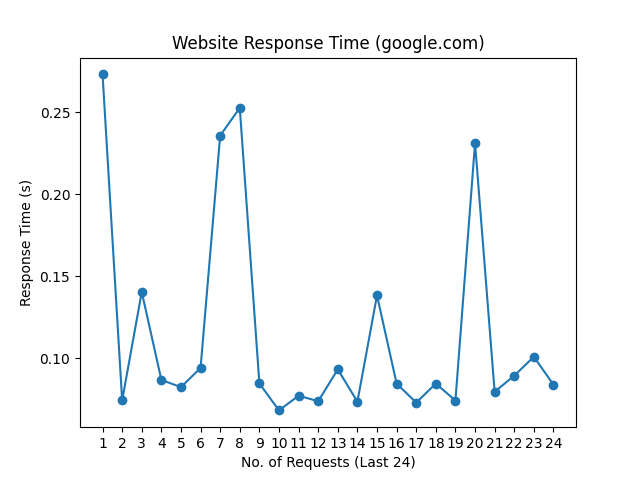 Website Response Time (google.com)
Response Time (s)
0.25
0.20
0.15
0.10
1 2 3 4 5 6 7 8 9 10 11 12 13 14 15 16 17 18 19 20 21 22 23 24
No. of Requests (Last 24)